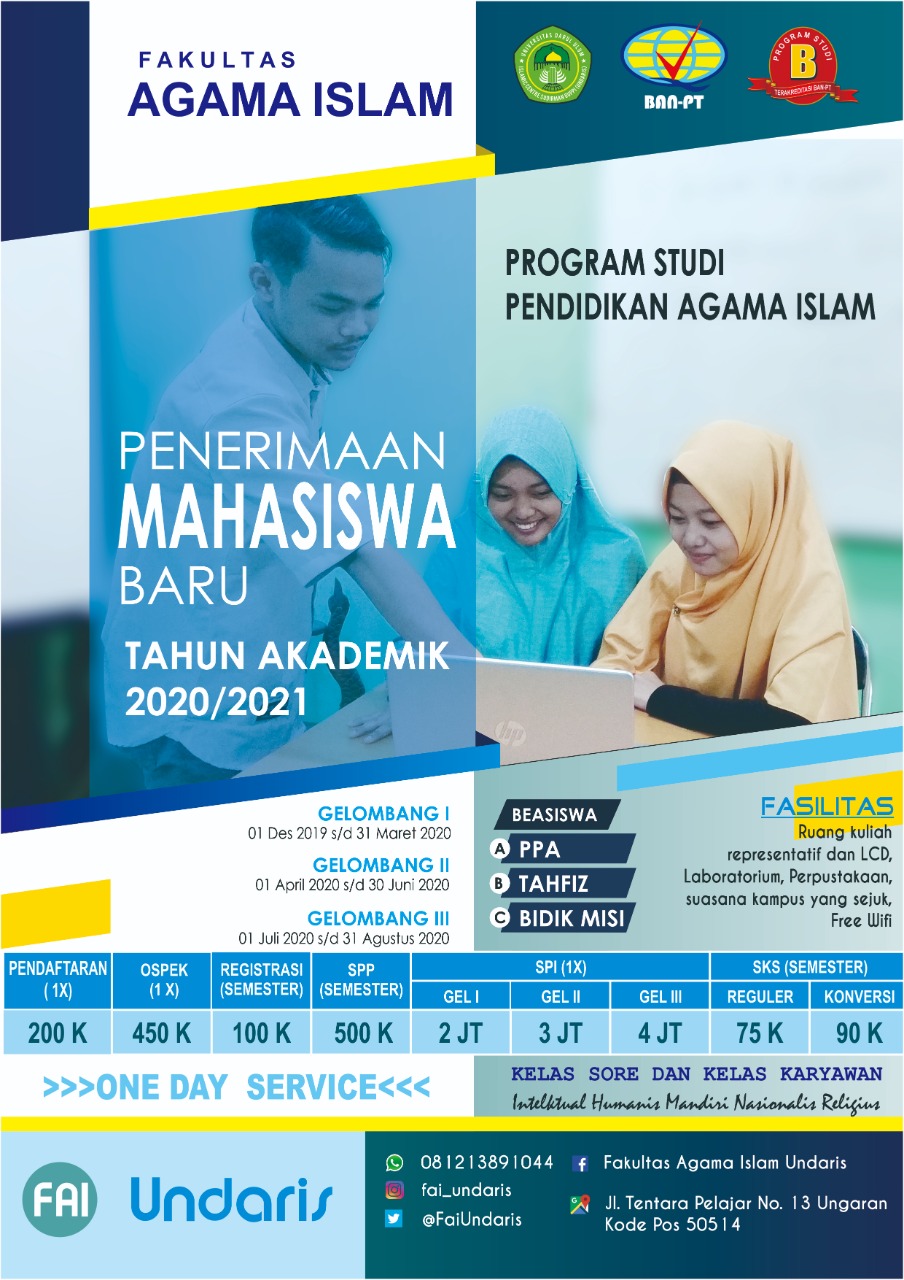 FAKULTAS
AGAMA ISLAM
BAN-PT
PROGRAM STUDI
B
TERAKREDITASI BAN-PT
PROGRAM STUDI
PENDIDIKAN AGAMA ISLAM
PENERIMAAN
MAHASISWA
BARU
TAHUN AKADEMIK
2020/2021
hp
GELOMBANG I
01 Des 2019 s/d 31 Maret 2020
GELOMBANG II
01 April 2020 s/d 30 Juni 2020
GELOMBANG III
01 Juli 2020 s/d 31 Agustus 2020
BEASISWA
A PPA
B TAHFIZ
C BIDIK MISI
FASILITAS
Ruang kuliah
representatif dan LCD,
Laboratorium, Perpustakaan,
suasana kampus yang sejuk,
Free Wifi
PENDAFTARAN OSPEK REGISTRASI SPP SPI (1X) SKS (SEMESTER)
( 1X) (1 X) (SEMESTER) (SEMESTER) GEL I GEL II GEL III REGULER KONVERSI
200 K 450 K 100 K 500 K 2 JT 3 JT 4 JT 75 K 90 K
>>>ONE DAY SERVICE<<<
KELAS SORE DAN KELAS KARYAWAN
Intelktual Humanis Mandiri Nasionalis Religius
FAI Undaris
081213891044
fai_undaris
@FaiUndaris
Fakultas Agama Islam Undaris
Jl. Tentara Pelajar No. 13 Ungaran
Kode Pos 50514